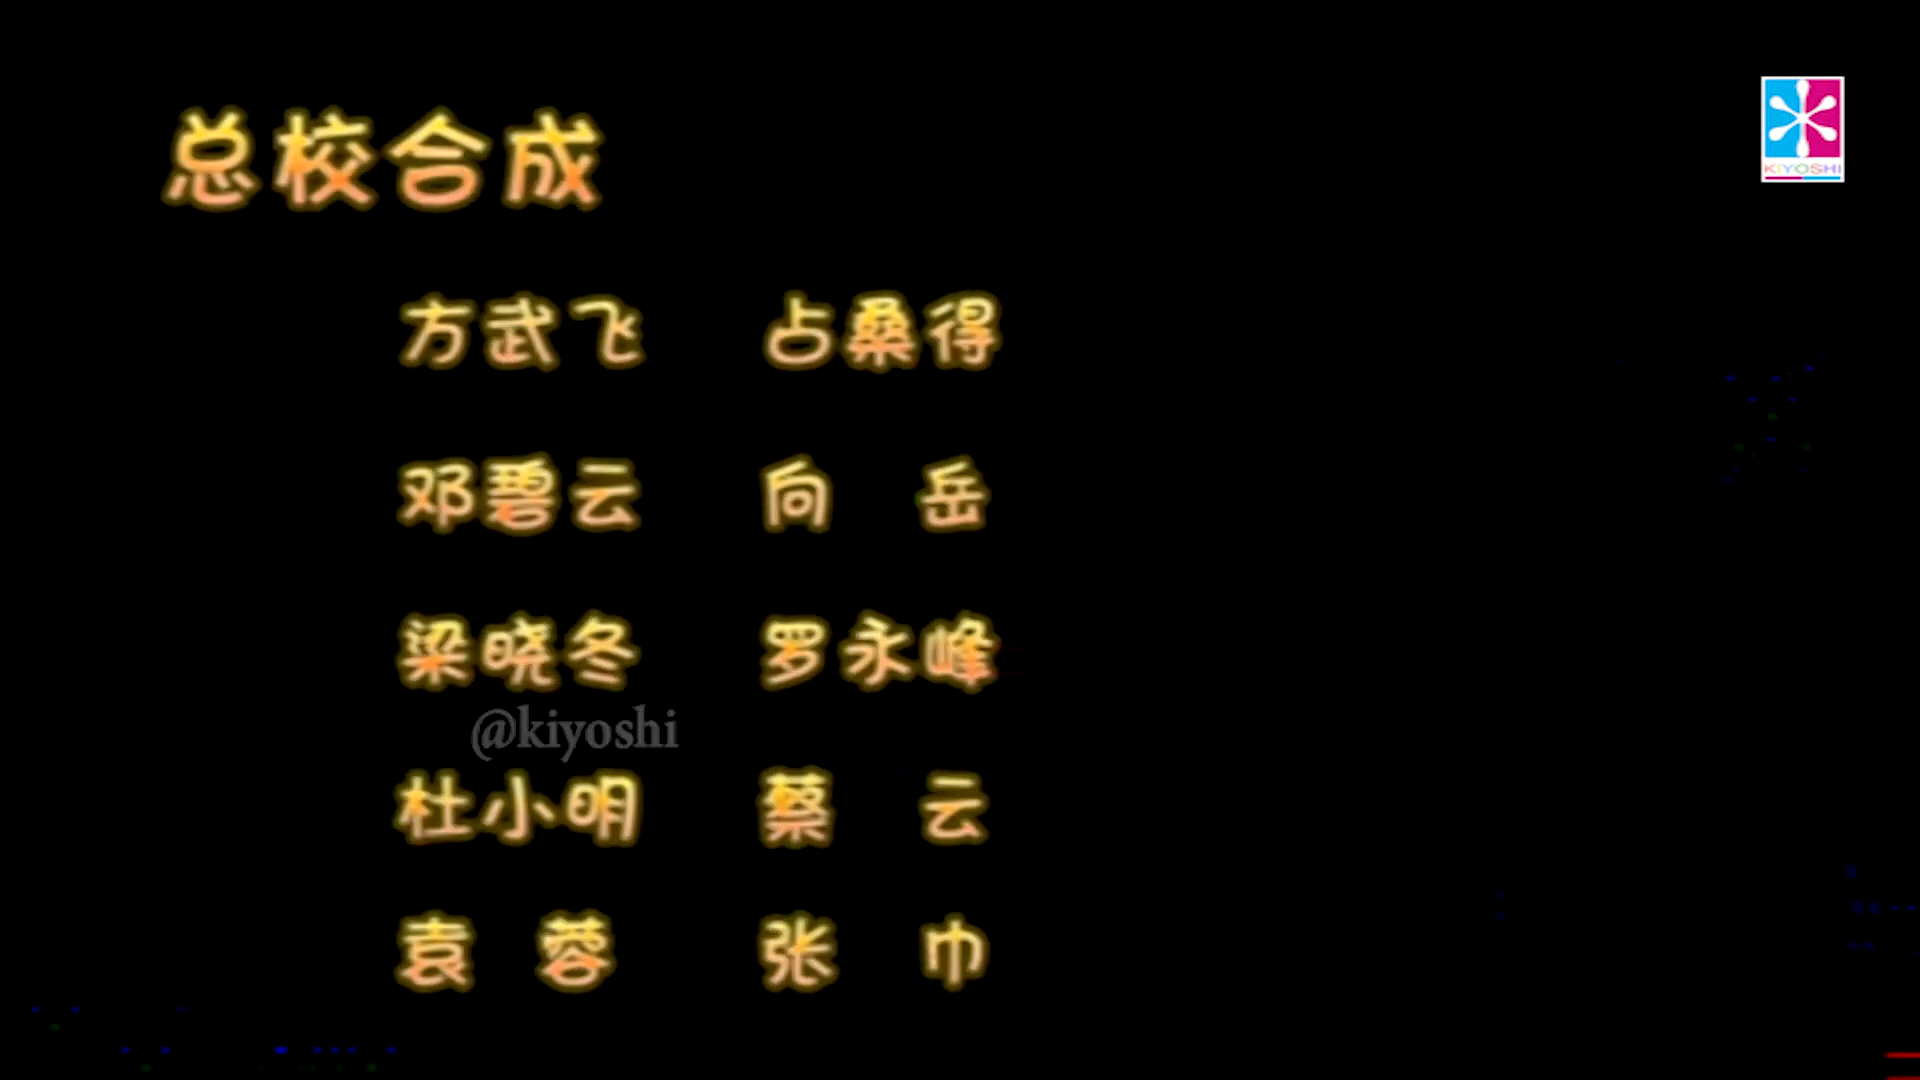 总校合成
KIYOSHI
方武飞 占桑得
邓碧云 向 岳
梁晓冬 罗永峰
@kiyoshi
杜小明 蔡 云
袁 蓉 张 巾